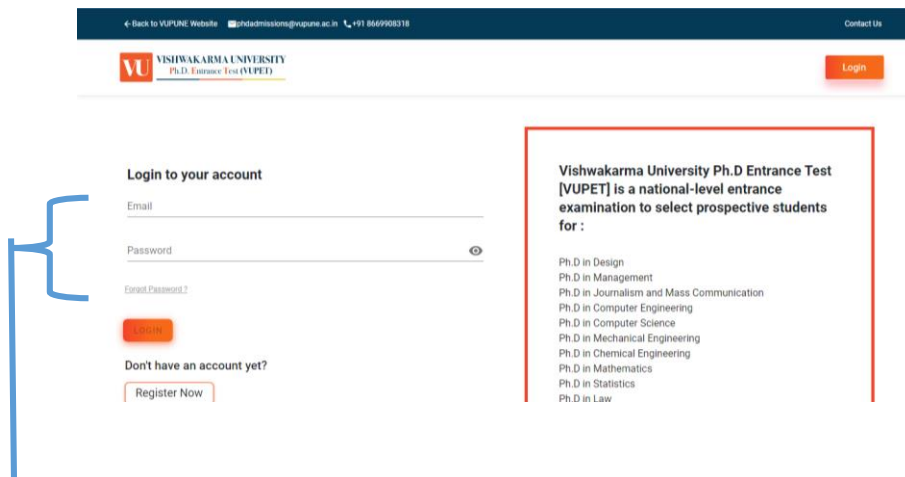 Back to VUPUNE Website phdadmissions@vupune.ac.in +91 8669908318 Contact Us
VU VISHWAKARMA UNIVERSITY
Ph.D. Entrance Test (VUPET)
Login
Login to your account
Email
Password
Forgot Password ?
LOGIN
Don't have an account yet?
Register Now
Vishwakarma University Ph.D Entrance Test
[VUPET] is a national-level entrance
examination to select prospective students
for :
Ph.D in Design
Ph.D in Management
Ph.D in Journalism and Mass Communication
Ph.D in Computer Engineering
Ph.D in Computer Science
Ph.D in Mechanical Engineering
Ph.D in Chemical Engineering
Ph.D in Mathematics
Ph.D in Statistics
Ph.D in Law